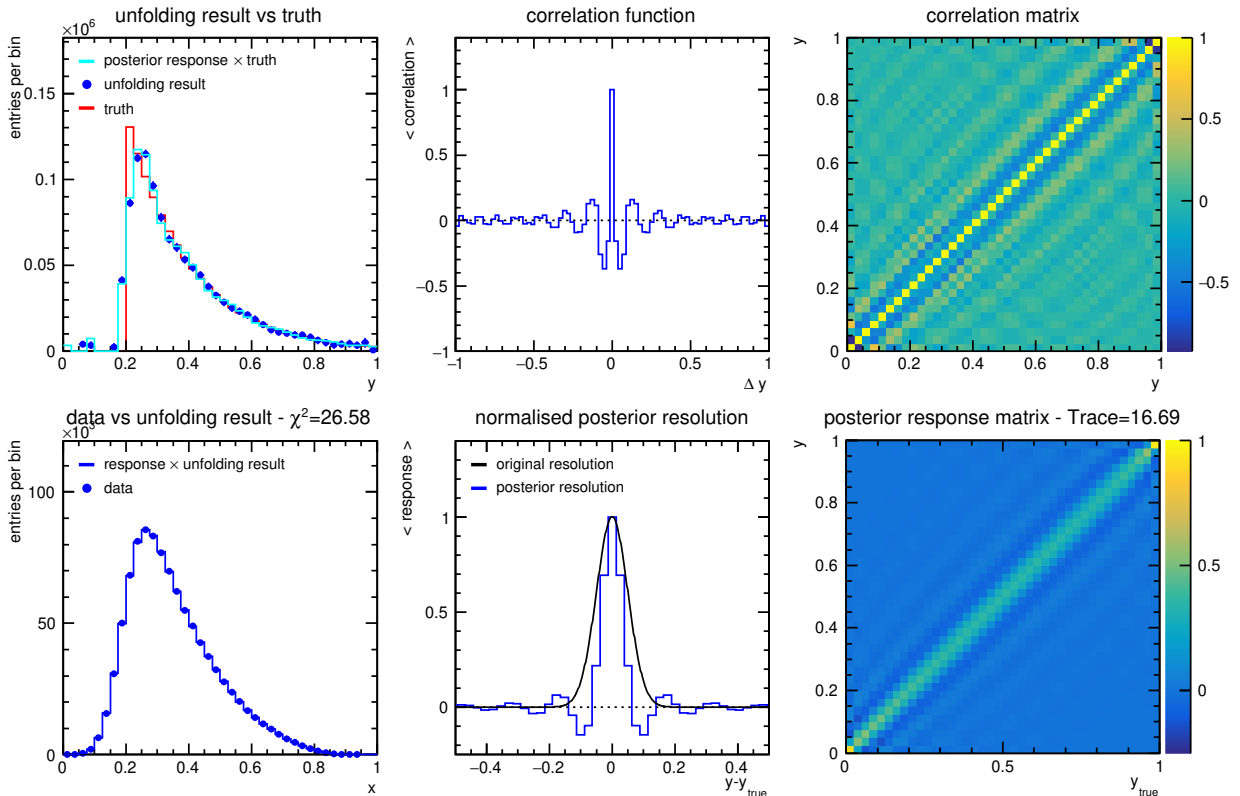 unfolding result vs truth
×10⁶
entries per bin
posterior response × truth
unfolding result
truth
0.15
0.1
0.05
0
0 0.2 0.4 0.6 0.8 1
y
correlation function
< correlation >
1
0.5
0
−0.5
−1
−1 −0.5 0 0.5 1
Δ y
correlation matrix
y
1
0.8
0.6
0.4
0.2
0
0 0.2 0.4 0.6 0.8 1
y
1
0.5
0
−0.5
data vs unfolding result - χ²=26.58
×10³
entries per bin
response × unfolding result
data
100
50
0
0 0.2 0.4 0.6 0.8 1
x
normalised posterior resolution
< response >
original resolution
posterior resolution
1
0.5
0
−0.4 −0.2 0 0.2 0.4
y-y_true
posterior response matrix - Trace=16.69
y
1
0.8
0.6
0.4
0.2
0
0 0.5 1
y_true
1
0.5
0